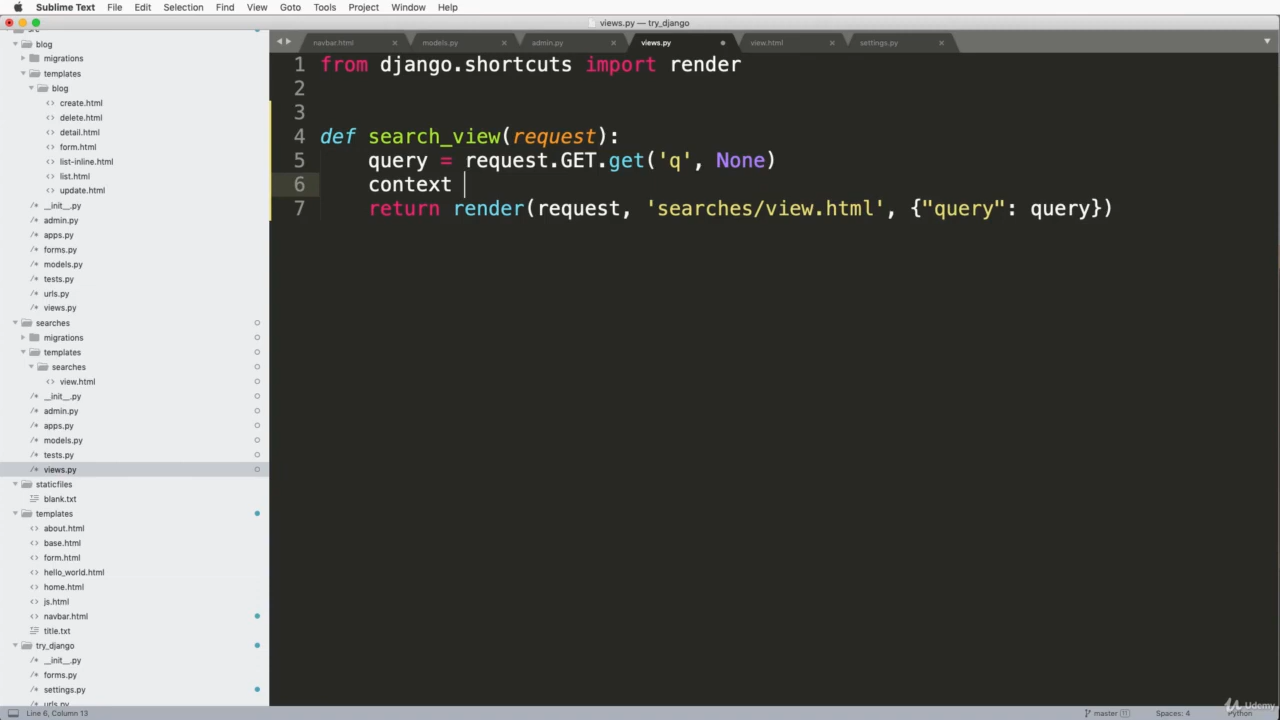 Sublime Text File Edit Selection Find View Goto Tools Project Window Help
views.py — try_django
navbar.html models.py admin.py views.py view.html settings.py
blog
migrations
templates
blog
create.html
delete.html
detail.html
form.html
list-inline.html
list.html
update.html
__init__.py
admin.py
apps.py
forms.py
models.py
tests.py
urls.py
views.py
searches
migrations
templates
searches
view.html
__init__.py
admin.py
apps.py
models.py
tests.py
views.py
staticfiles
blank.txt
templates
about.html
base.html
form.html
hello_world.html
home.html
js.html
navbar.html
title.txt
try_django
__init__.py
forms.py
settings.py
urls.py
1 from django.shortcuts import render
2
3
4 def search_view(request):
5 query = request.GET.get('q', None)
6 context
7 return render(request, 'searches/view.html', {"query": query})
Line 6, Column 13
master 11
Spaces: 4
Python
Udemy